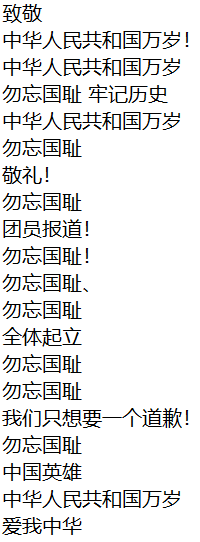 致敬
中华人民共和国万岁！
中华人民共和国万岁
勿忘国耻 牢记历史
中华人民共和国万岁
勿忘国耻
敬礼！
勿忘国耻
团员报道！
勿忘国耻！
勿忘国耻、
勿忘国耻
全体起立
勿忘国耻
勿忘国耻
我们只想要一个道歉！
勿忘国耻
中国英雄
中华人民共和国万岁
爱我中华